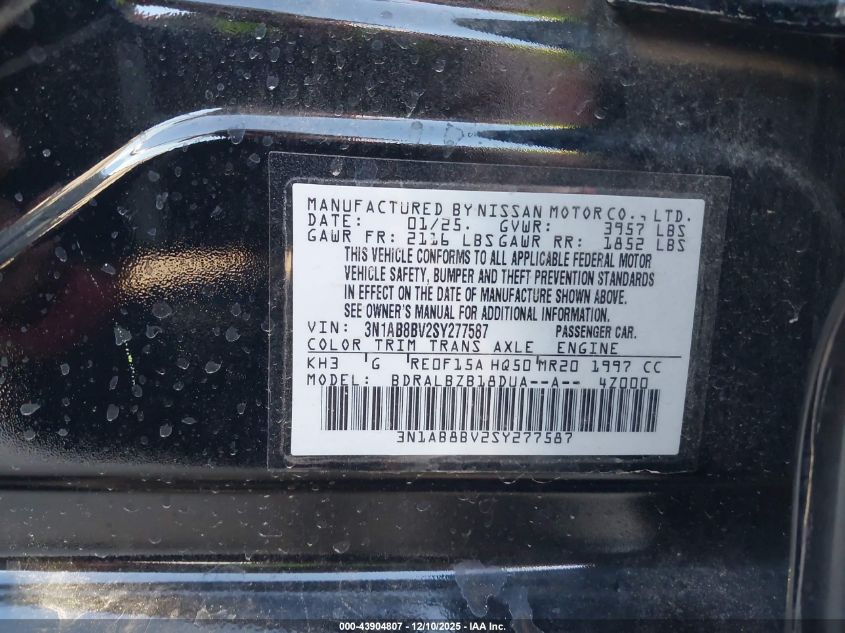 MANUFACTURED BY NISSAN MOTOR CO., LTD.
DATE: 01/25. GVWR: 3957 LBS
GAWR FR: 2116 LBS GAWR RR: 1852 LBS
THIS VEHICLE CONFORMS TO ALL APPLICABLE FEDERAL MOTOR
VEHICLE SAFETY, BUMPER AND THEFT PREVENTION STANDARDS
IN EFFECT ON THE DATE OF MANUFACTURE SHOWN ABOVE.
SEE OWNER'S MANUAL FOR ADDITIONAL INFORMATION.
VIN: 3N1AB8BV2SY277587 PASSENGER CAR.
COLOR TRIM TRANS AXLE ENGINE
KH3 G RE0F15A HQ50 MR20 1997 CC
MODEL: BDRALBZB18DUA--A-- 47000
3N1AB8BV2SY277587
000-43904807 - 12/10/2025 - IAA Inc.